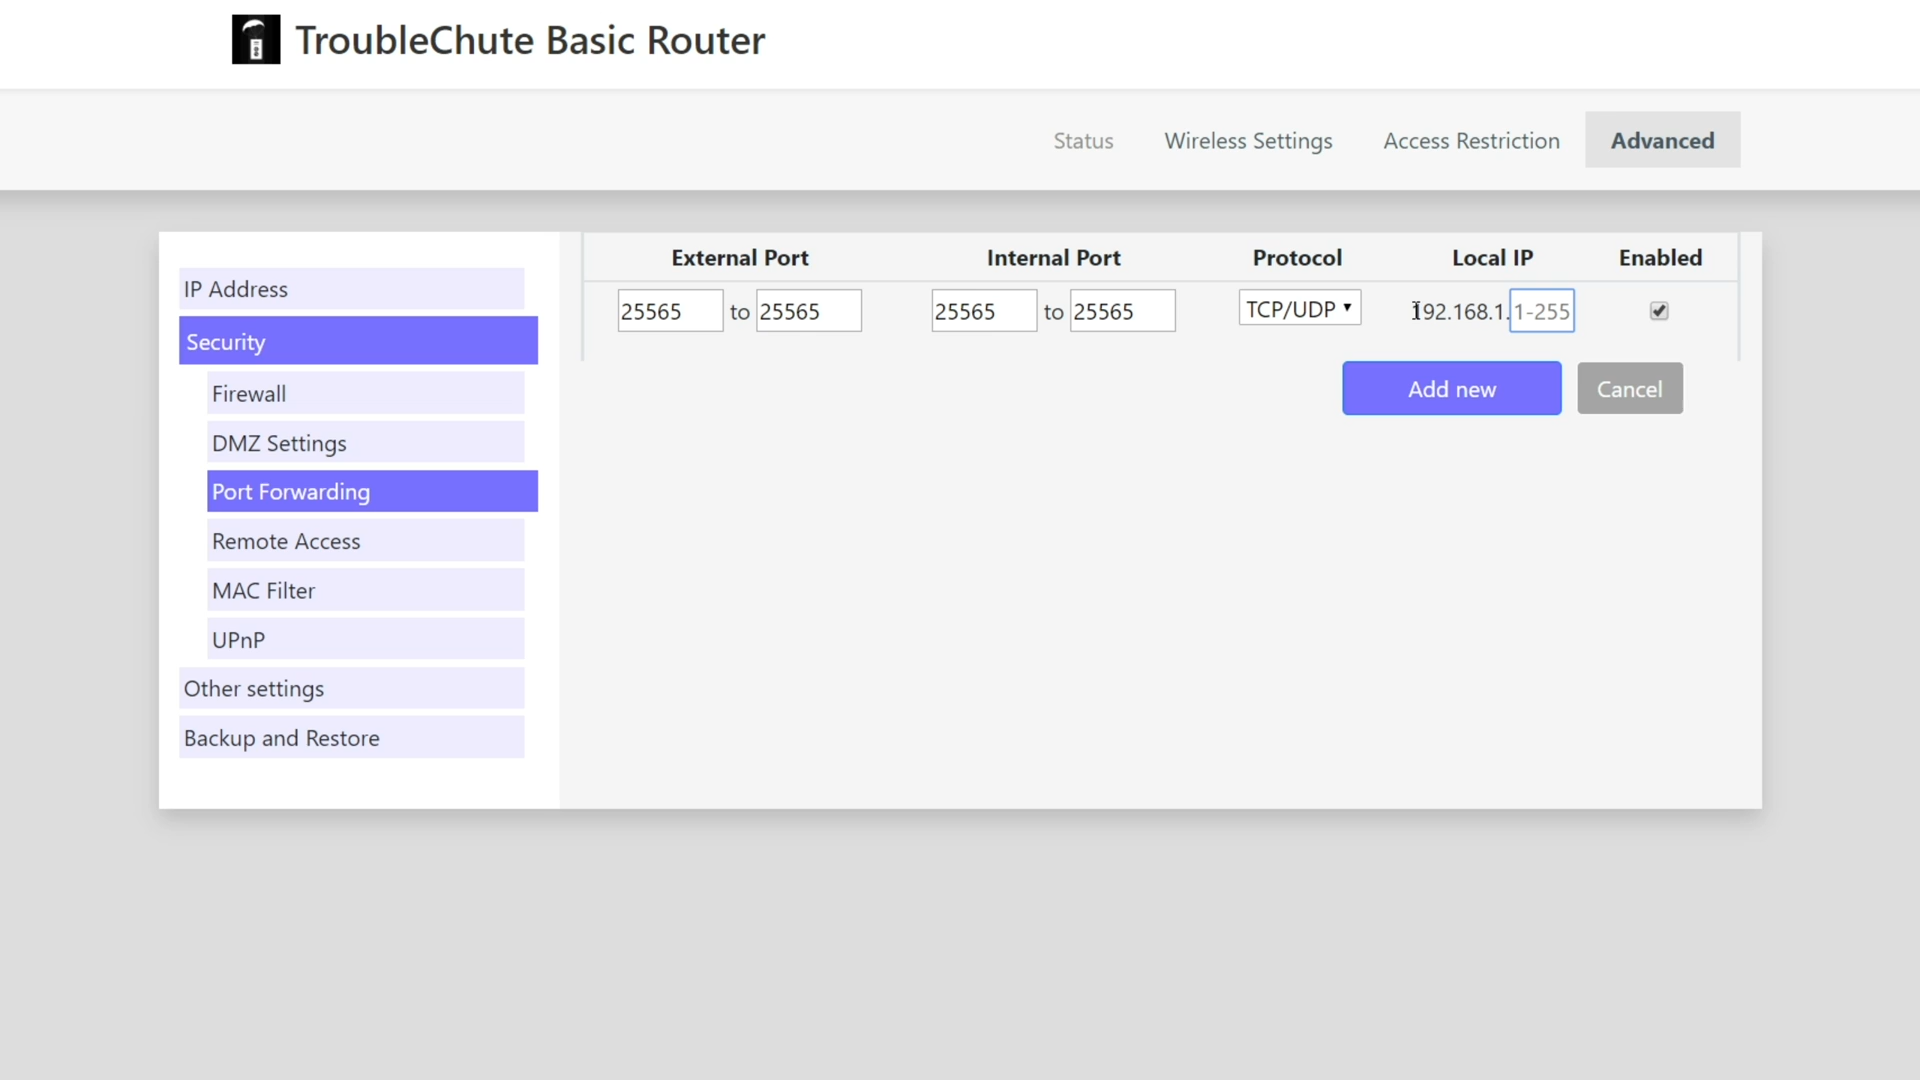 TroubleChute Basic Router
Status Wireless Settings Access Restriction Advanced
IP Address
Security
Firewall
DMZ Settings
Port Forwarding
Remote Access
MAC Filter
UPnP
Other settings
Backup and Restore
External Port Internal Port Protocol Local IP Enabled
25565 to 25565 25565 to 25565 TCP/UDP 192.168.1. 1-255
Add new Cancel